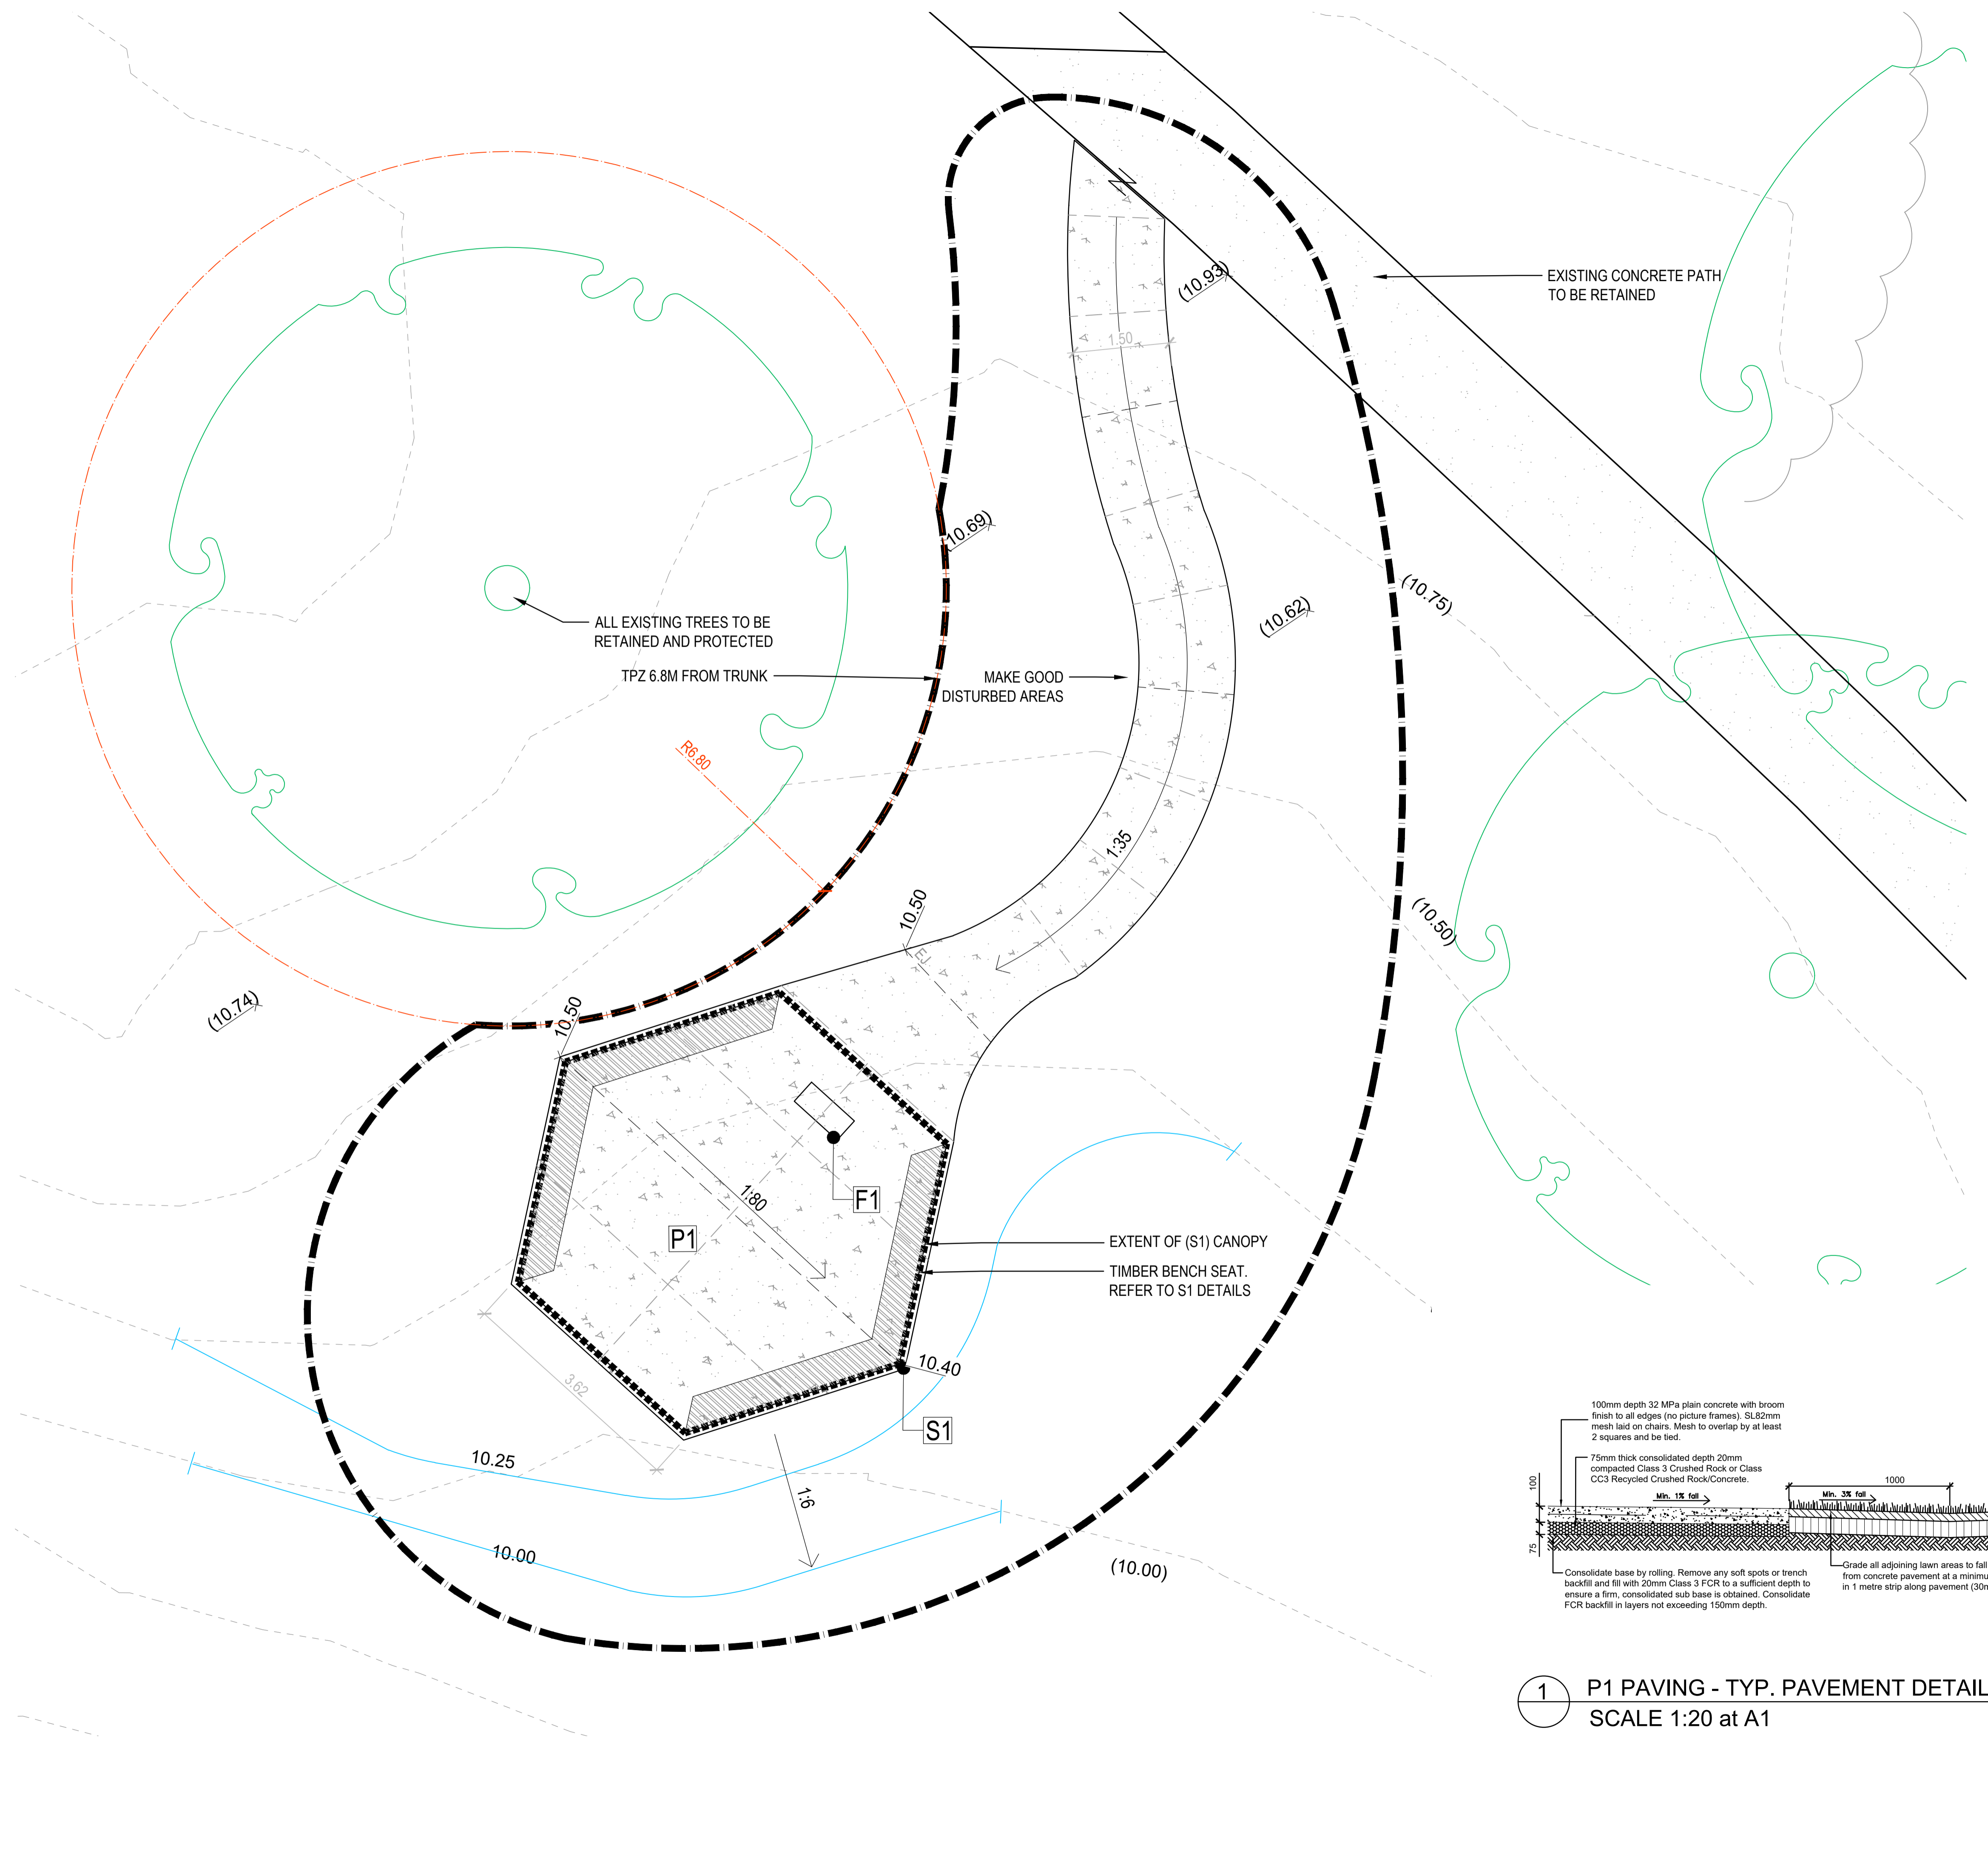 (10.93)
EXISTING CONCRETE PATH
TO BE RETAINED
1.50
10.69)
(10.75)
(10.62)
ALL EXISTING TREES TO BE
RETAINED AND PROTECTED
TPZ 6.8M FROM TRUNK
MAKE GOOD
DISTURBED AREAS
R6.80
1:35
10.50
(10.50)
EJ
(10.74)
10.50
1:80
F1
P1
EXTENT OF (S1) CANOPY
TIMBER BENCH SEAT.
REFER TO S1 DETAILS
10.40
3.62
S1
10.25
1:6
10.00
(10.00)
100mm depth 32 MPa plain concrete with broom
finish to all edges (no picture frames). SL82mm
mesh laid on chairs. Mesh to overlap by at least
2 squares and be tied.
75mm thick consolidated depth 20mm
compacted Class 3 Crushed Rock or Class
CC3 Recycled Crushed Rock/Concrete.
100
1000
Min. 1% fall
Min. 3% fall
75
Consolidate base by rolling. Remove any soft spots or trench
backfill and fill with 20mm Class 3 FCR to a sufficient depth to
ensure a firm, consolidated sub base is obtained. Consolidate
FCR backfill in layers not exceeding 150mm depth.
Grade all adjoining lawn areas to fall
from concrete pavement at a minimu
in 1 metre strip along pavement (30m
1
P1 PAVING - TYP. PAVEMENT DETAIL
SCALE 1:20 at A1